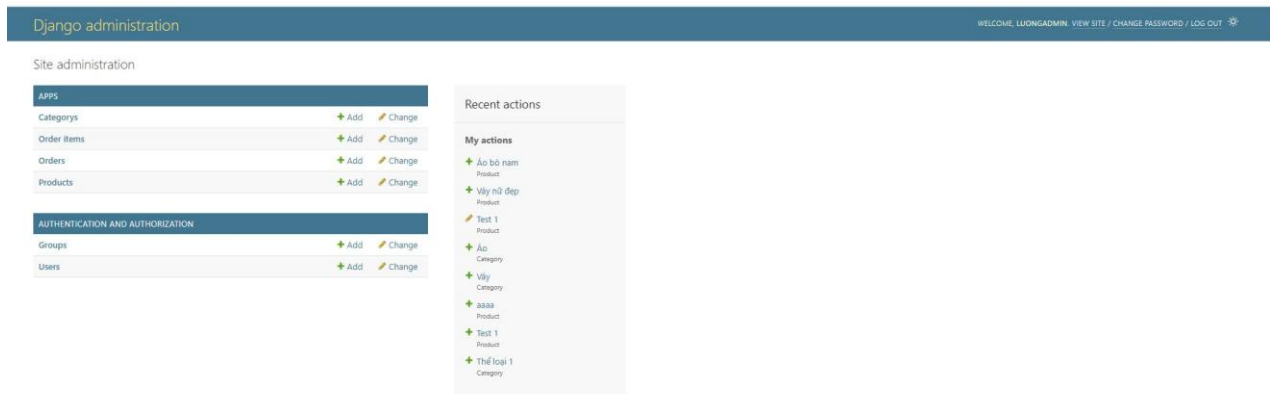 Django administration
WELCOME, LUONGADMIN. VIEW SITE / CHANGE PASSWORD / LOG OUT
Site administration
APPS
Categorys Add Change
Order items Add Change
Orders Add Change
Products Add Change
AUTHENTICATION AND AUTHORIZATION
Groups Add Change
Users Add Change
Recent actions
My actions
Áo bò nam
Product
Váy nữ đẹp
Product
Test 1
Product
Áo
Category
Váy
Category
aaaa
Product
Test 1
Product
Thể loại 1
Category